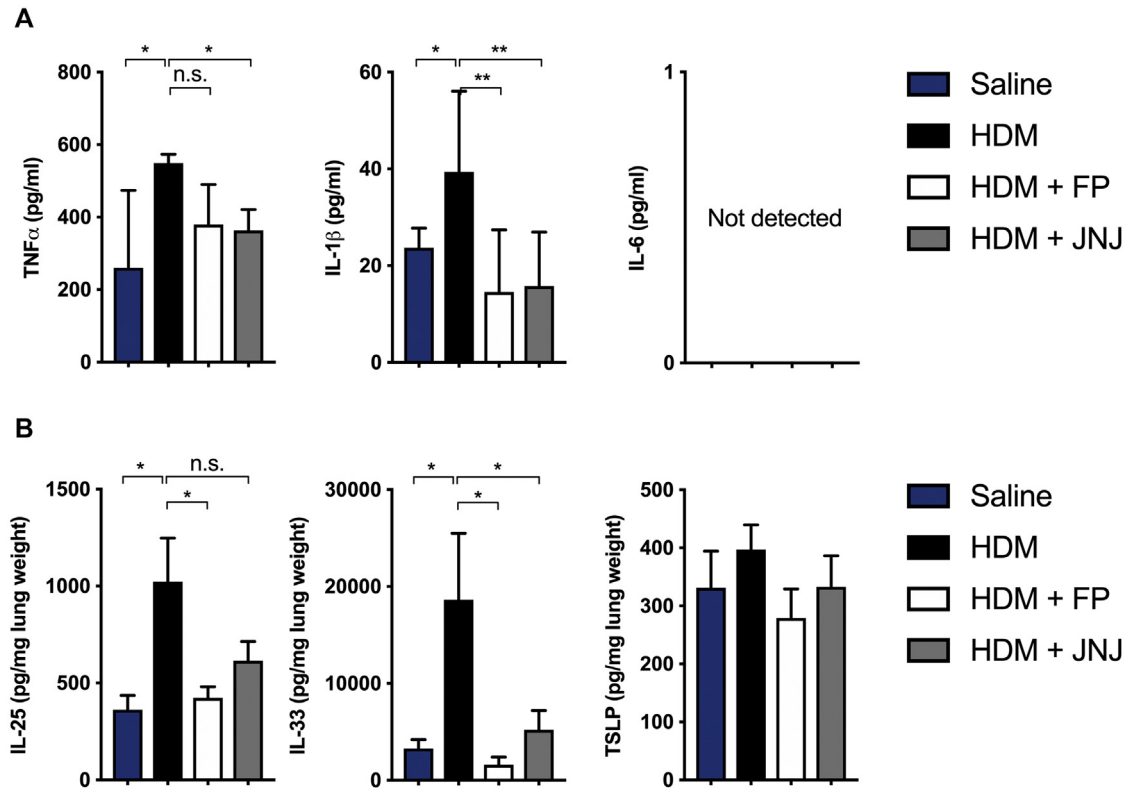 A
* *
n.s.
TNFα (pg/ml)
800
600
400
200
0
* **
**
IL-1β (pg/ml)
60
40
20
0
IL-6 (pg/ml)
1
0
Not detected
Saline
HDM
HDM + FP
HDM + JNJ
B
* n.s.
*
IL-25 (pg/mg lung weight)
1500
1000
500
0
* *
*
IL-33 (pg/mg lung weight)
30000
20000
10000
0
TSLP (pg/mg lung weight)
500
400
300
200
100
0
Saline
HDM
HDM + FP
HDM + JNJ